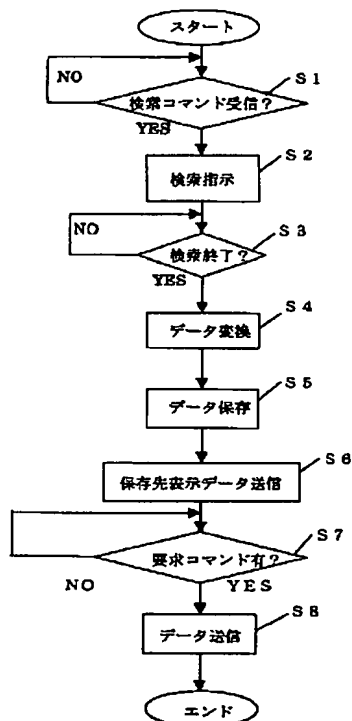 スタート
NO
S1
検索コマンド受信?
YES
S2
検索指示
NO
S3
検索終了?
YES
S4
データ変換
S5
データ保存
S6
保存先表示データ送信
S7
要求コマンド有?
NO
YES
S8
データ送信
エンド